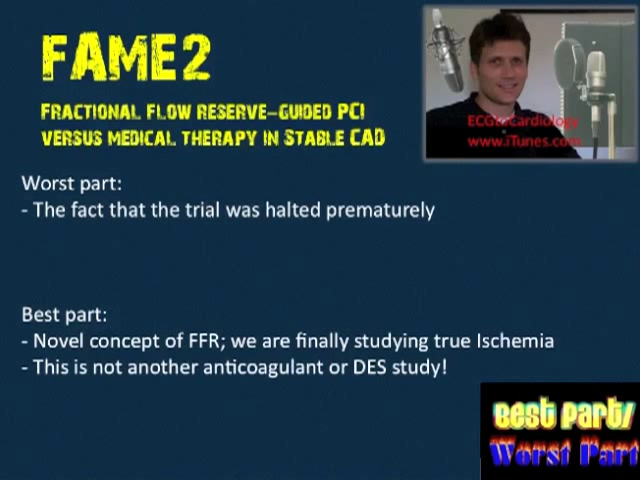 FAME2
Fractional flow reserve-guided PCI
versus medical therapy in Stable CAD
ECGtoCardiology
www.iTunes.com
Worst part:
- The fact that the trial was halted prematurely
Best part:
- Novel concept of FFR; we are finally studying true Ischemia
- This is not another anticoagulant or DES study!
Best Part/
Worst Part